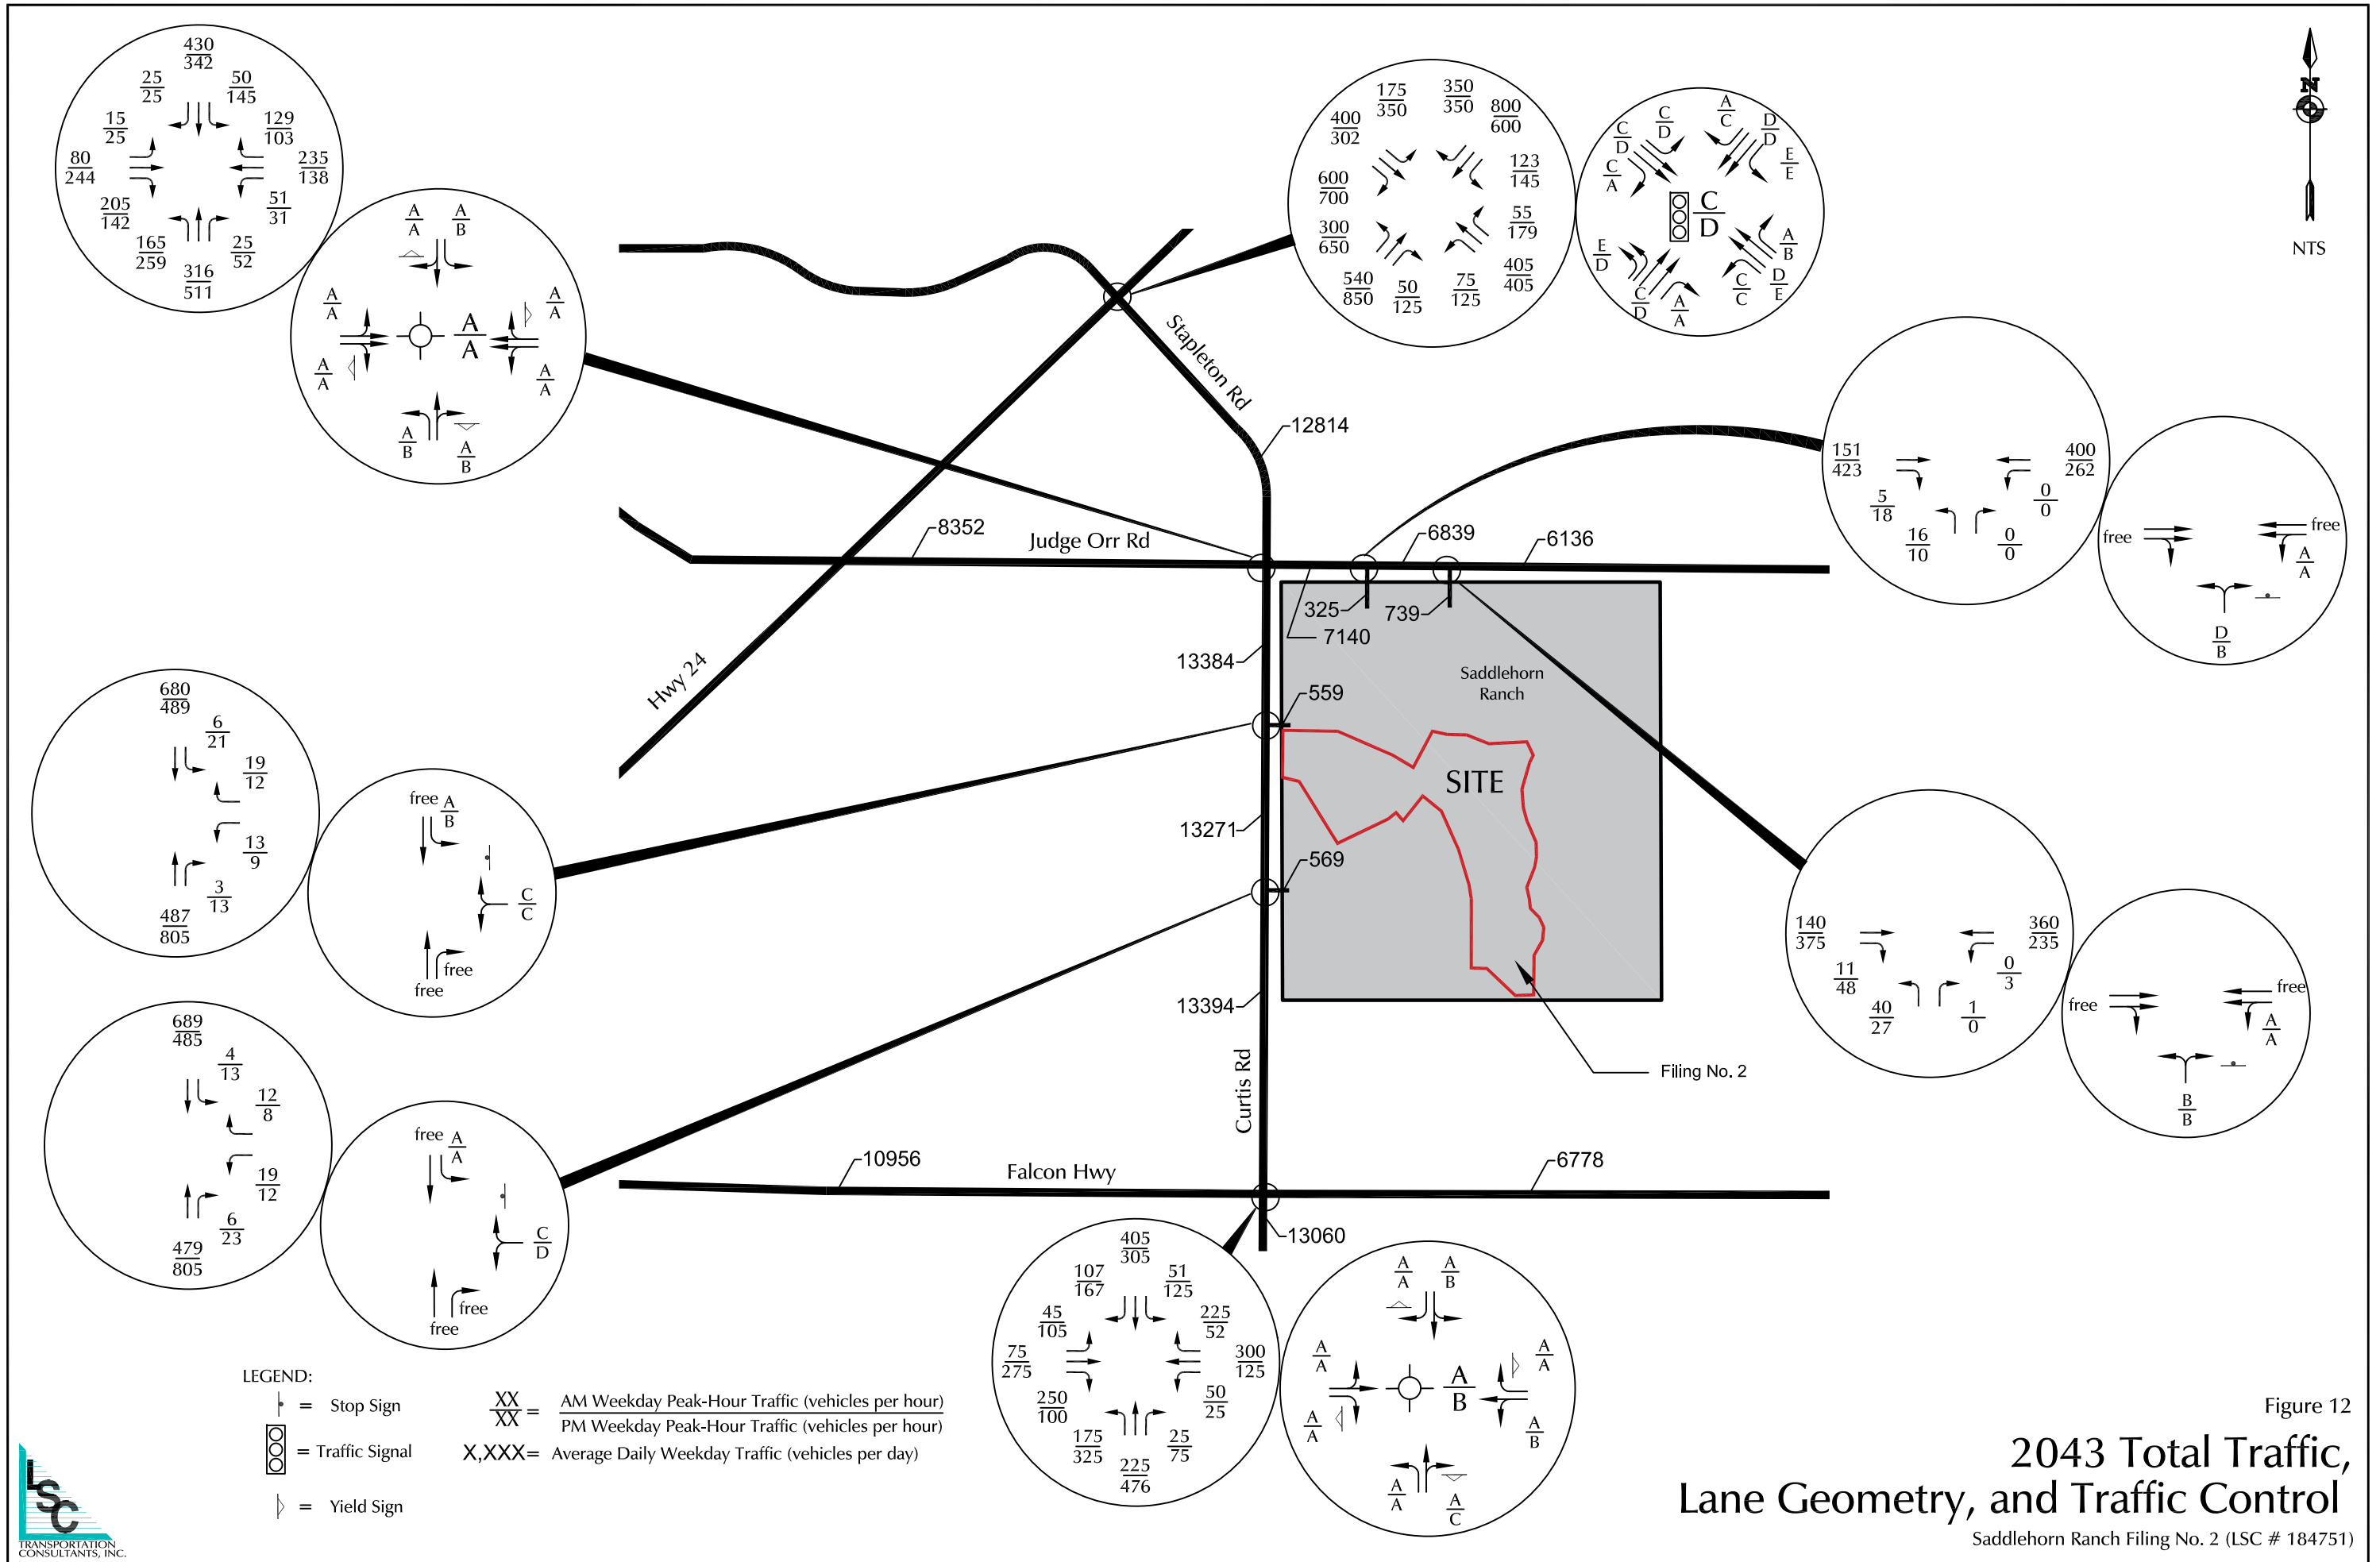 430
342
25
25
50
145
15
25
129
103
80
244
235
138
205
142
51
31
165
259
25
52
316
511
A
A
A
B
A
A
A
A
A
A
A
A
A
A
A
B
A
B
175
350
350
350
400
302
800
600
600
700
123
145
300
650
55
179
540
850
50
125
75
125
405
405
C
D
C
D
C
A
A
C
D
D
E
E
C
D
E
D
C
D
A
A
A
B
D
E
C
C
N
NTS
Stapleton Rd
12814
8352
Judge Orr Rd
6839
6136
325
739
7140
13384
Hwy 24
559
Saddlehorn
Ranch
SITE
13271
569
13394
Curtis Rd
Filing No. 2
10956
Falcon Hwy
6778
13060
151
423
400
262
5
18
0
0
16
10
0
0
free
free
A
A
D
B
680
489
6
21
19
12
13
9
3
13
487
805
free
A
B
C
C
free
free
140
375
360
235
11
48
0
3
40
27
1
0
free
free
A
A
B
B
689
485
4
13
12
8
19
12
6
23
479
805
free
A
A
C
D
free
free
405
305
107
167
51
125
45
105
225
52
75
275
300
125
250
100
50
25
175
325
25
75
225
476
A
A
A
B
A
A
A
A
A
B
A
A
A
B
A
A
A
C
LEGEND:
= Stop Sign
= Traffic Signal
= Yield Sign
XX
XX
=
AM Weekday Peak-Hour Traffic (vehicles per hour)
PM Weekday Peak-Hour Traffic (vehicles per hour)
X,XXX= Average Daily Weekday Traffic (vehicles per day)
LSC
TRANSPORTATION
CONSULTANTS, INC.
Figure 12
2043 Total Traffic,
Lane Geometry, and Traffic Control
Saddlehorn Ranch Filing No. 2 (LSC # 184751)